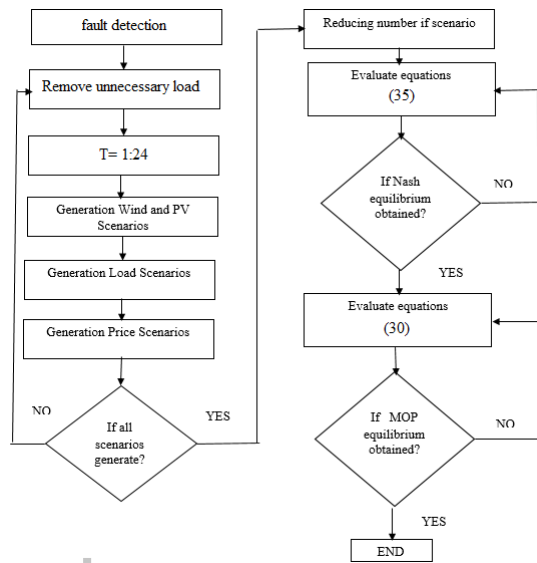 fault detection
Remove unnecessary load
T= 1:24
Generation Wind and PV
Scenarios
Generation Load Scenarios
Generation Price Scenarios
NO
YES
If all
scenarios
generate?
Reducing number if scenario
Evaluate equations
(35)
If Nash
equilibrium
obtained?
NO
YES
Evaluate equations
(30)
If MOP
equilibrium
obtained?
NO
YES
END